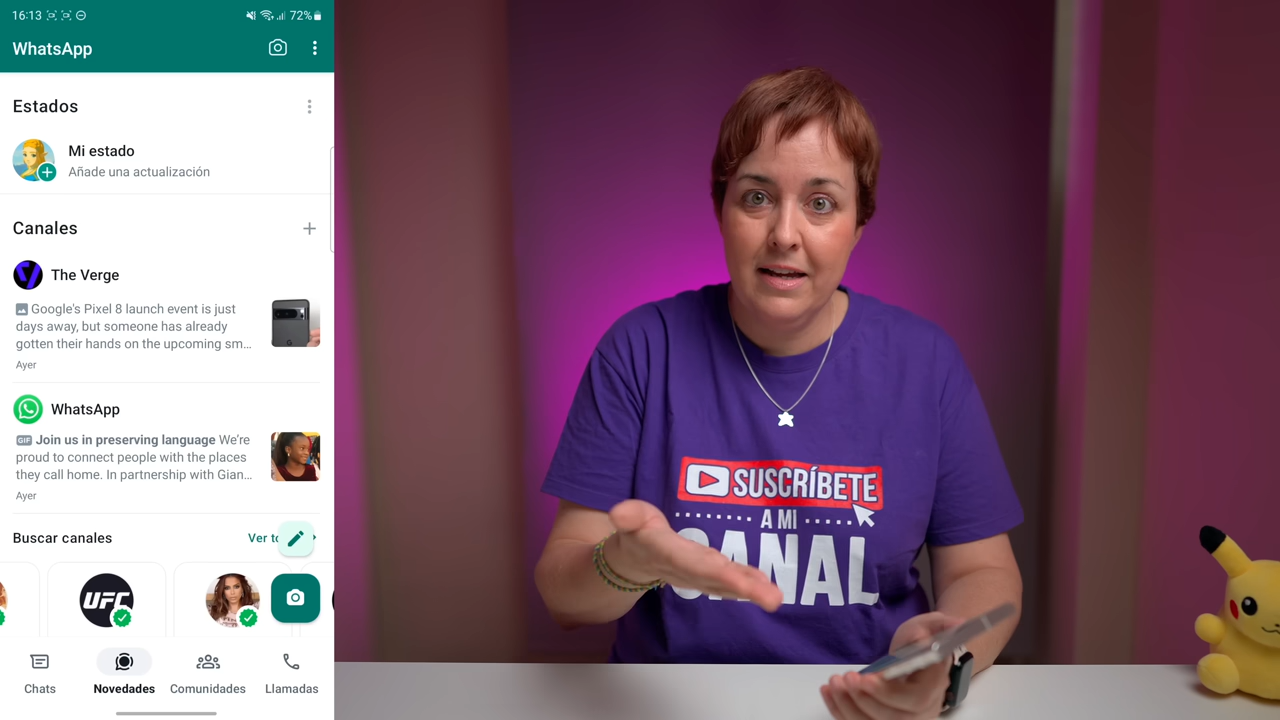 16:13
72%
WhatsApp
Estados
Mi estado
Añade una actualización
Canales
The Verge
Google's Pixel 8 launch event is just
days away, but someone has already
gotten their hands on the upcoming sm...
Ayer
WhatsApp
GIF Join us in preserving language We're
proud to connect people with the places
they call home. In partnership with Gian...
Ayer
Buscar canales
Ver to
UFC
Chats
Novedades
Comunidades
Llamadas
SUSCRÍBETE
A MI
CANAL